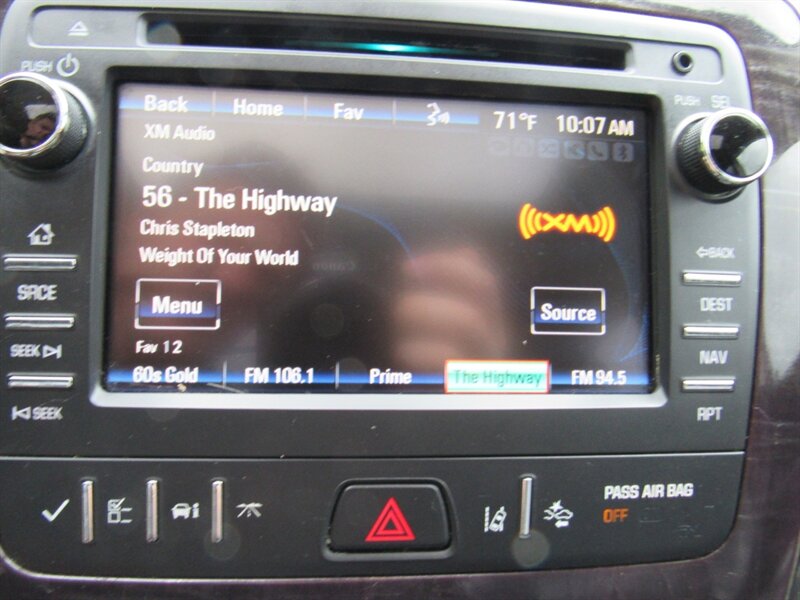 PUSH
PUSH SEL
Back Home Fav 71°F 10:07 AM
XM Audio
Country
56 - The Highway
Chris Stapleton
Weight Of Your World
((XM))
Menu
Source
Fav 1 2
60s Gold FM 106.1 Prime The Highway FM 94.5
SRCE
SEEK
SEEK
BACK
DEST
NAV
RPT
PASS AIR BAG
OFF